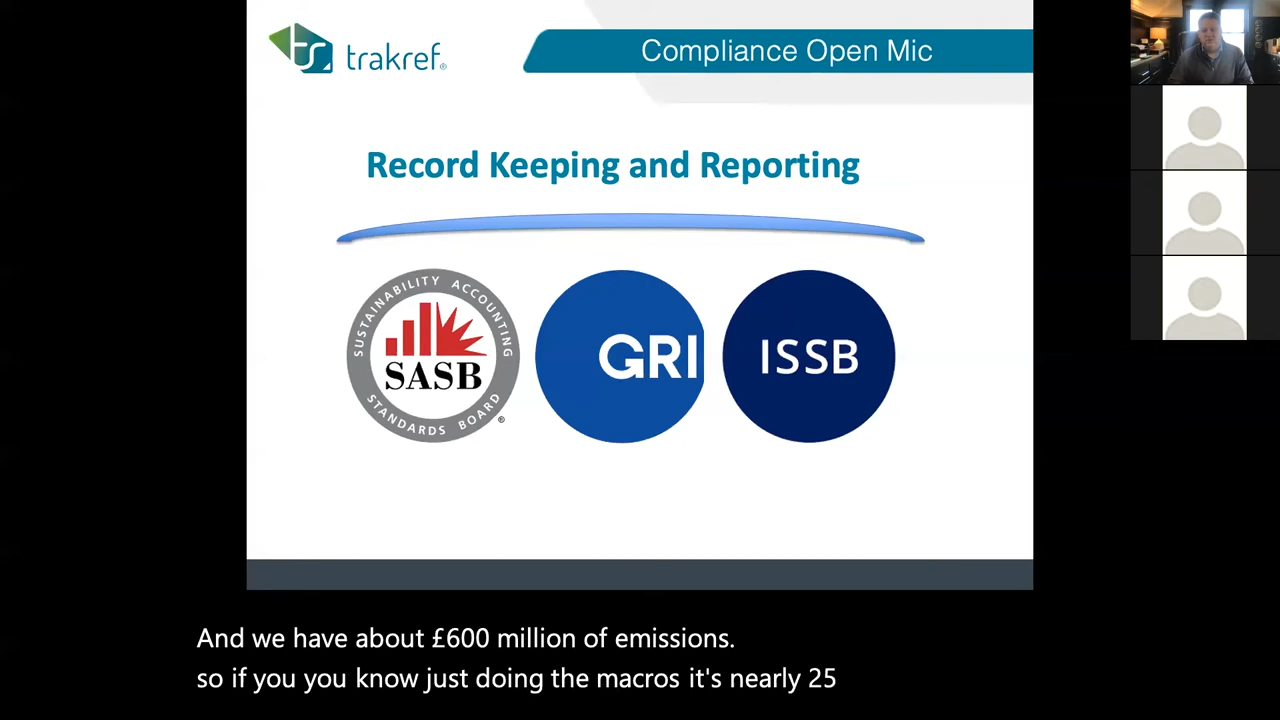 trakref®
Compliance Open Mic
Record Keeping and Reporting
SUSTAINABILITY ACCOUNTING
SASB
STANDARDS BOARD
®
GRI
ISSB
And we have about £600 million of emissions.
so if you you know just doing the macros it's nearly 25